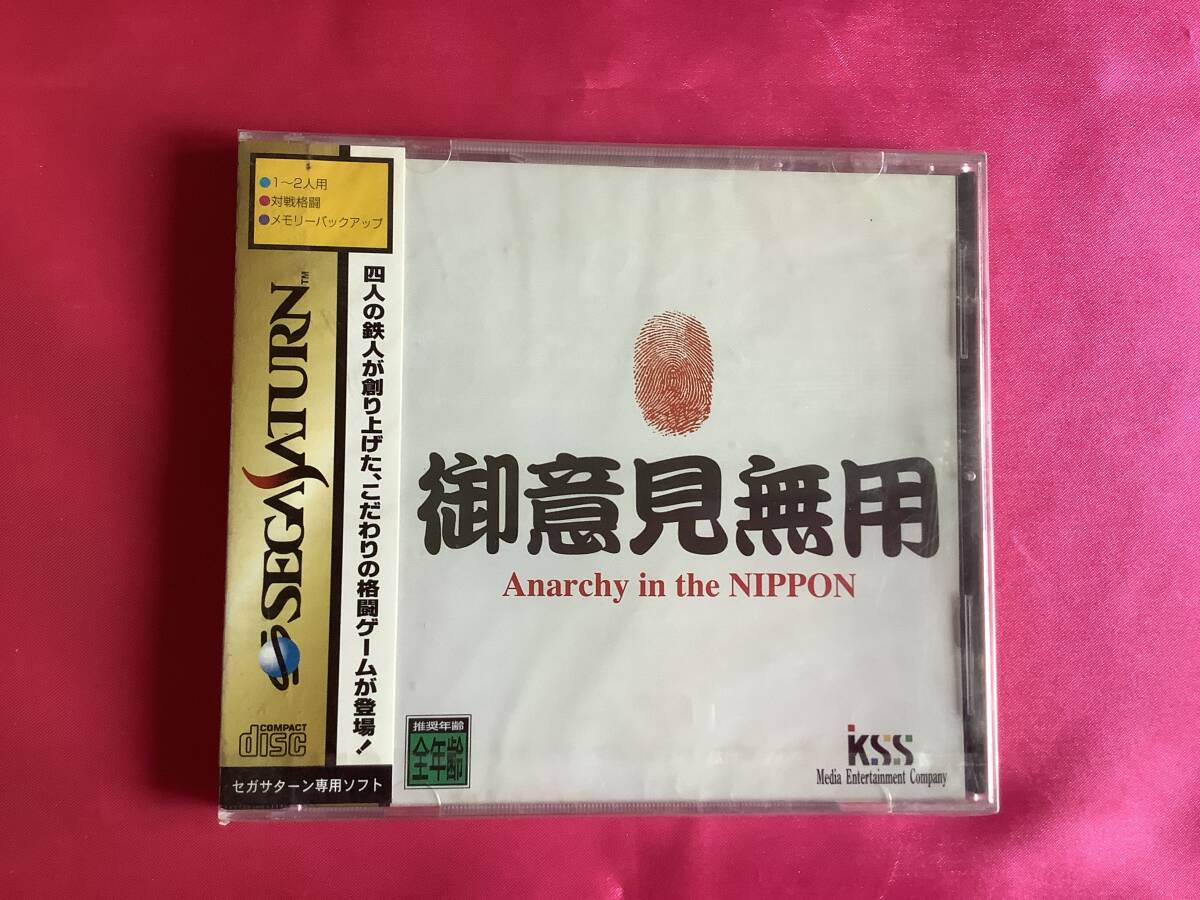 ●1～2人用
●対戦格闘
●メモリーバックアップ
四人の鉄人が創り上げた、こだわりの格闘ゲームが登場！
SEGA SATURN™
COMPACT
disc
セガサターン専用ソフト
御意見無用
Anarchy in the NIPPON
推奨年齢
全年齢
KSS
Media Entertainment Company